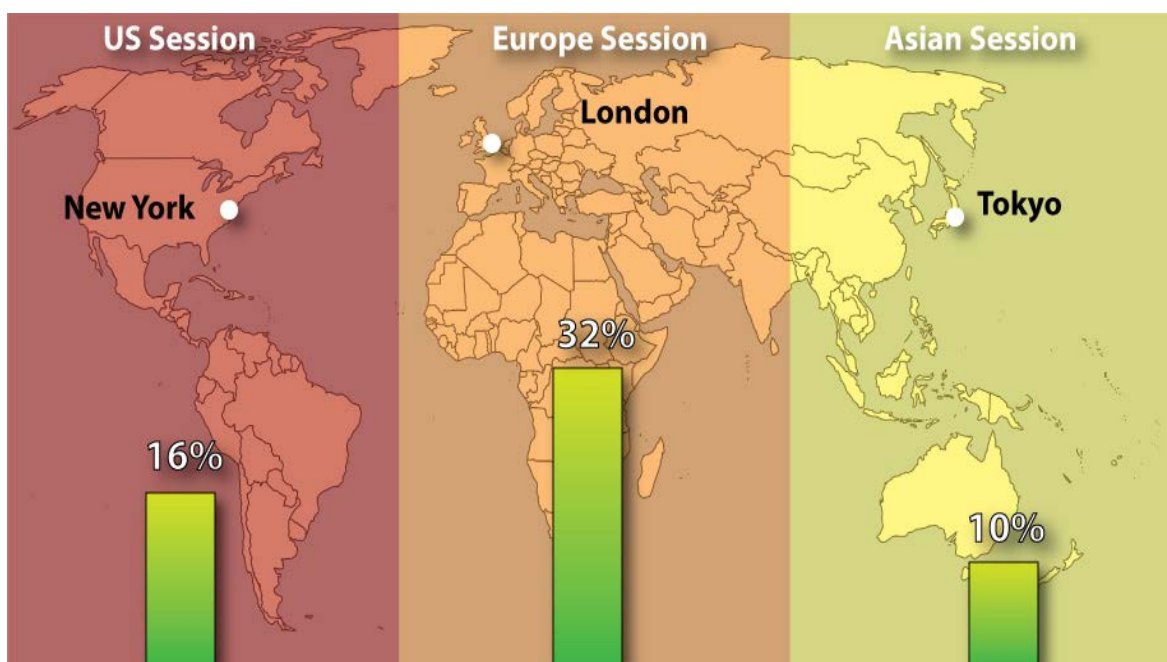 US Session
Europe Session
Asian Session
London
New York
Tokyo
32%
16%
10%